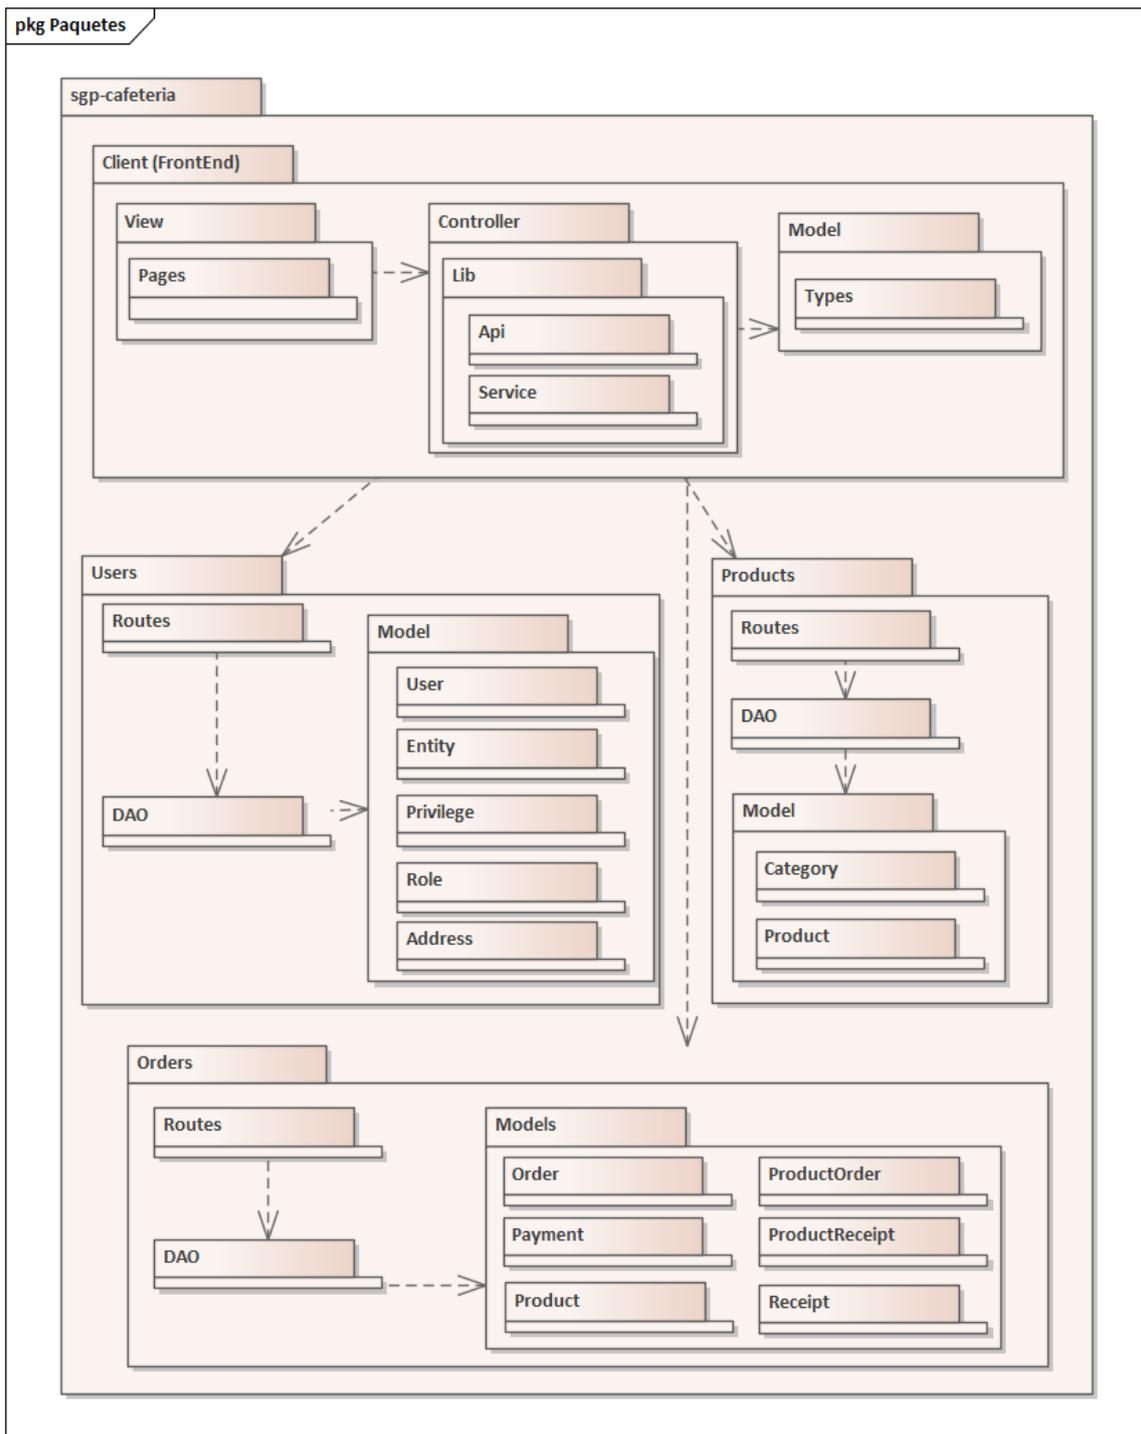 pkg Paquetes
sgp-cafeteria
Client (FrontEnd)
View
Pages
Controller
Lib
Api
Service
Model
Types
Users
Routes
DAO
Model
User
Entity
Privilege
Role
Address
Products
Routes
DAO
Model
Category
Product
Orders
Routes
DAO
Models
Order
Payment
Product
ProductOrder
ProductReceipt
Receipt